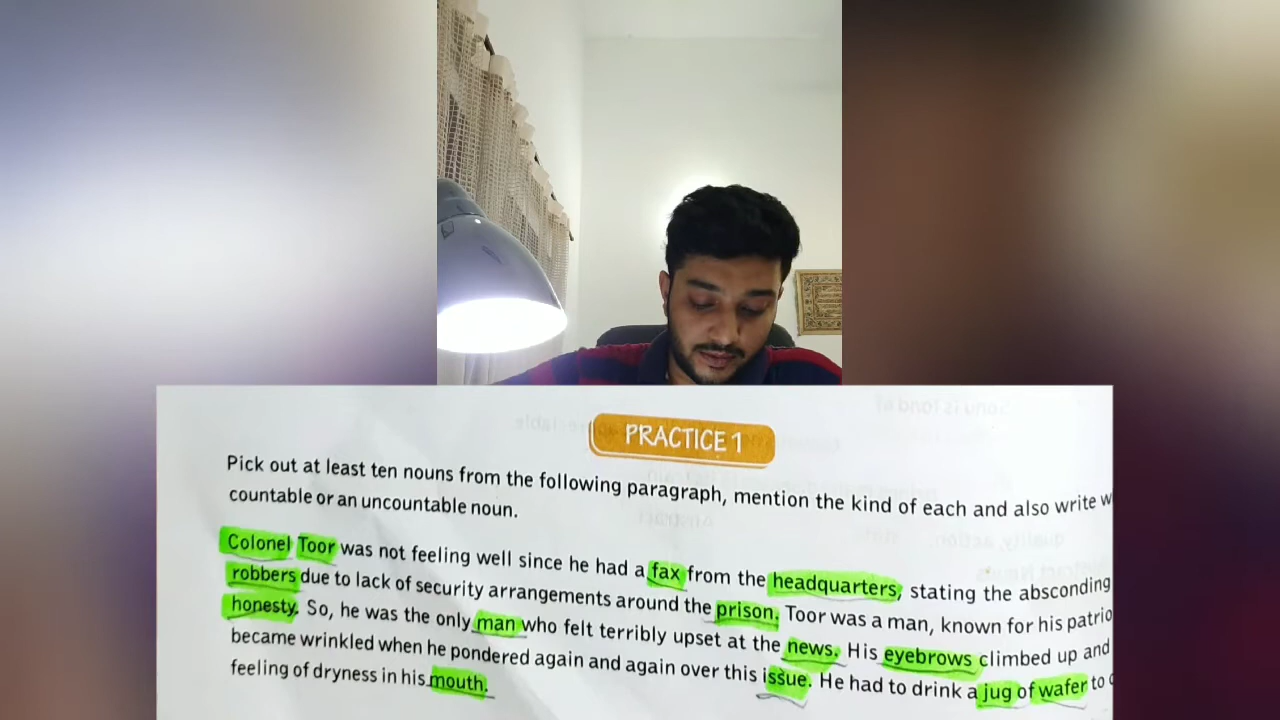 PRACTICE 1
Pick out at least ten nouns from the following paragraph, mention the kind of each and also write
countable or an uncountable noun.
Colonel Toor was not feeling well since he had a fax from the headquarters, stating the absconding
robbers due to lack of security arrangements around the prison. Toor was a man, known for his
honesty. So, he was the only man who felt terribly upset at the news. His eyebrows climbed up and
became wrinkled when he pondered again and again over this issue. He had to drink a jug of wafer to
feeling of dryness in his mouth.